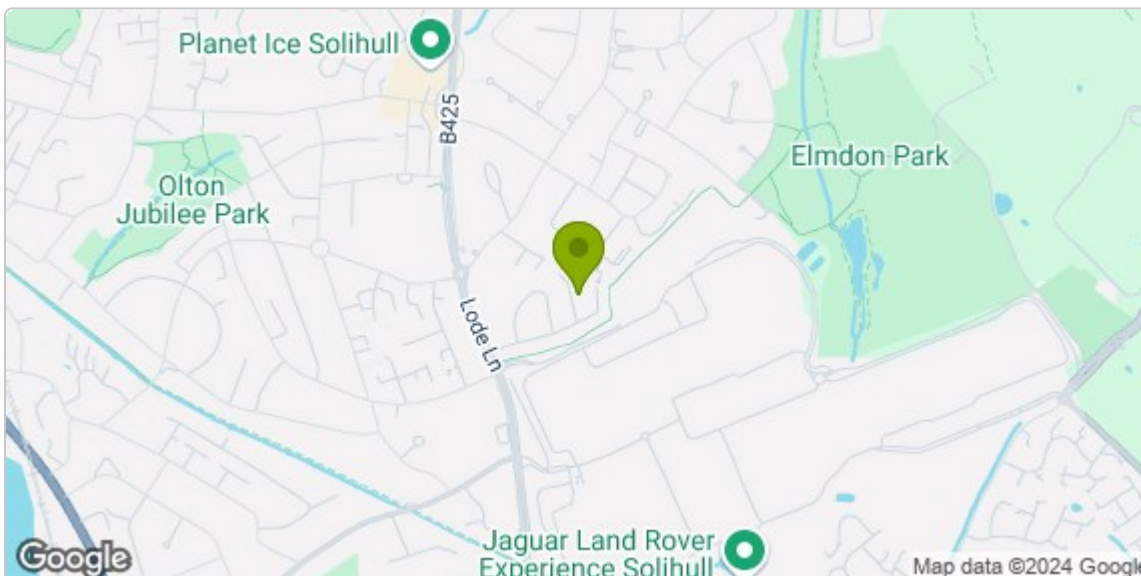 Planet Ice Solihull
B425
Elmdon Park
Olton
Jubilee Park
Lode Ln
Jaguar Land Rover
Experience Solihull
Google
Map data ©2024 Google